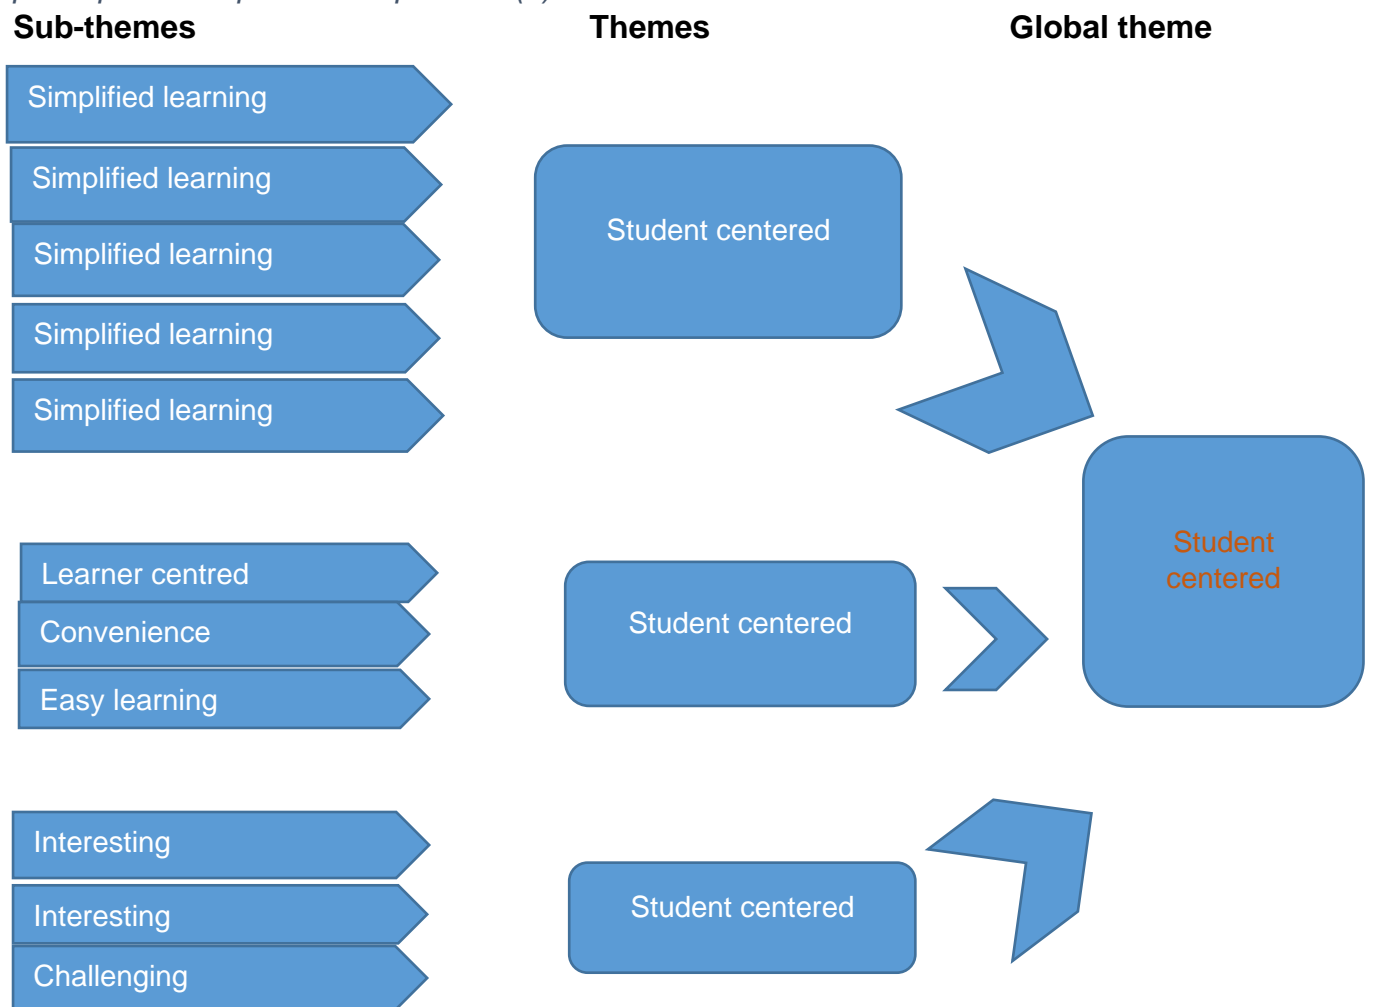 Sub-themes Themes Global theme
Simplified learning
Simplified learning
Simplified learning
Simplified learning
Simplified learning
Student centered
Learner centred
Convenience
Easy learning
Student centered
Interesting
Interesting
Challenging
Student centered
Student
centered